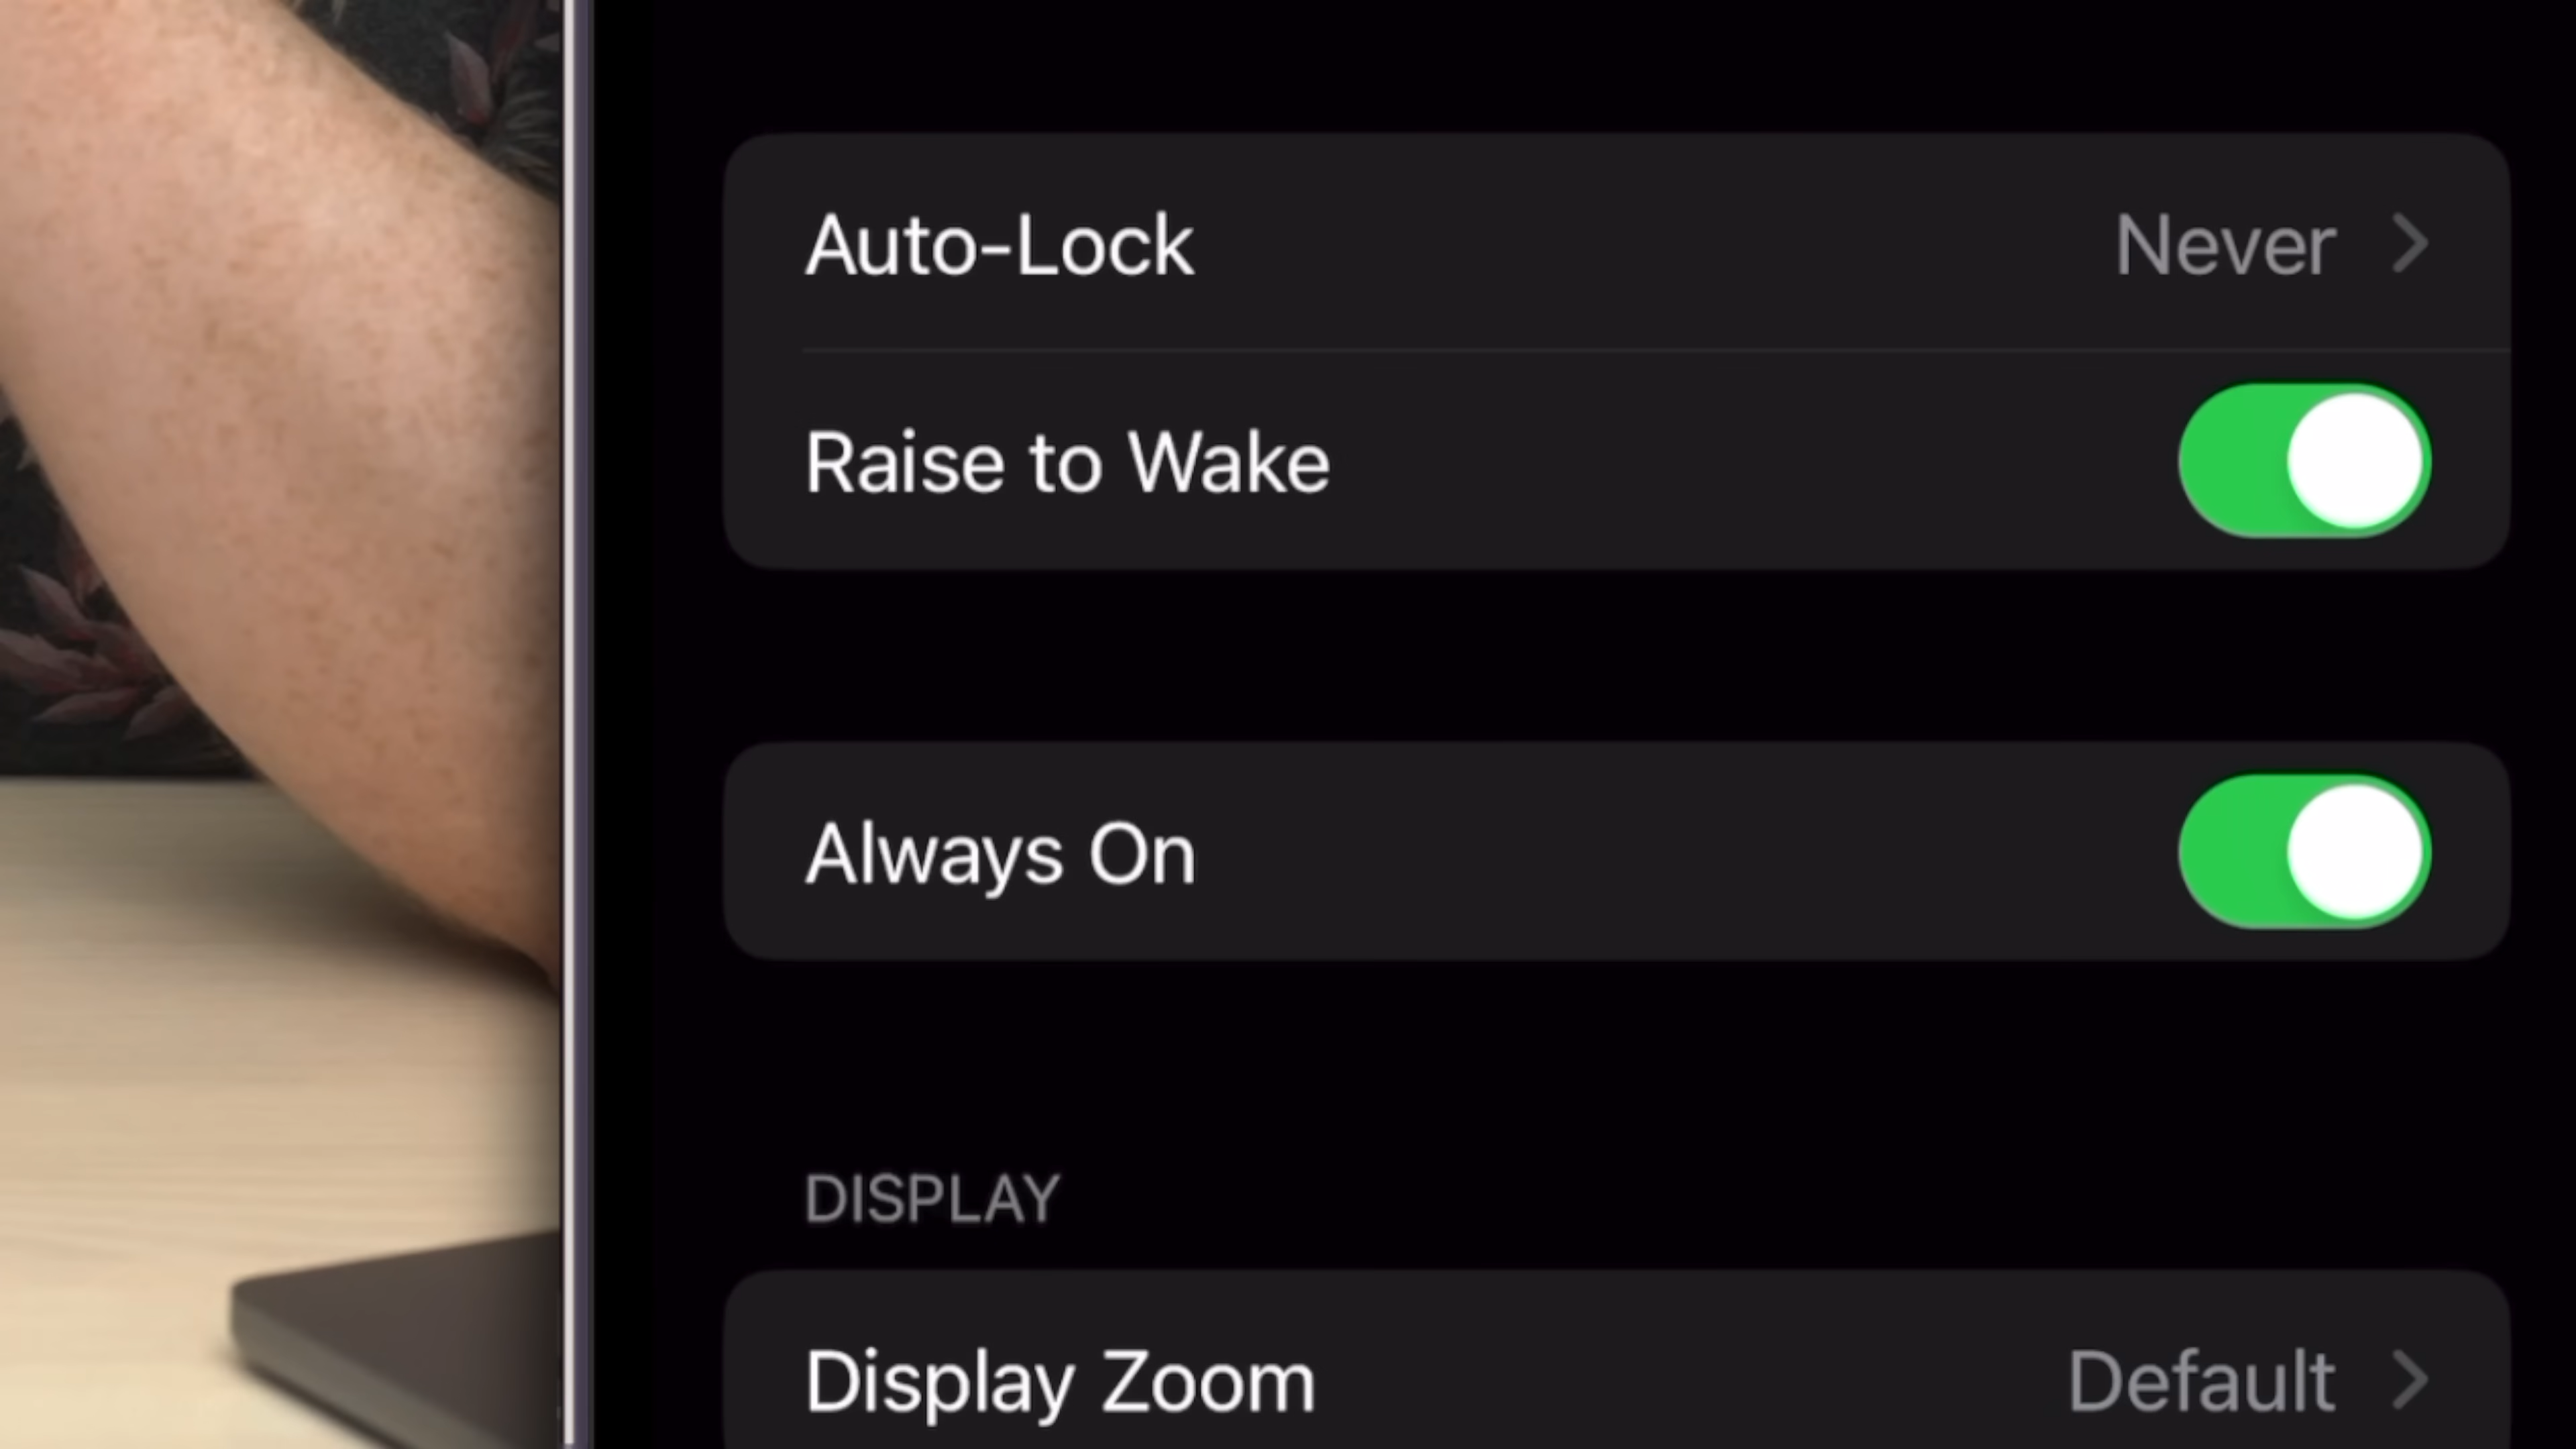 Auto-Lock Never
Raise to Wake
Always On
DISPLAY
Display Zoom Default